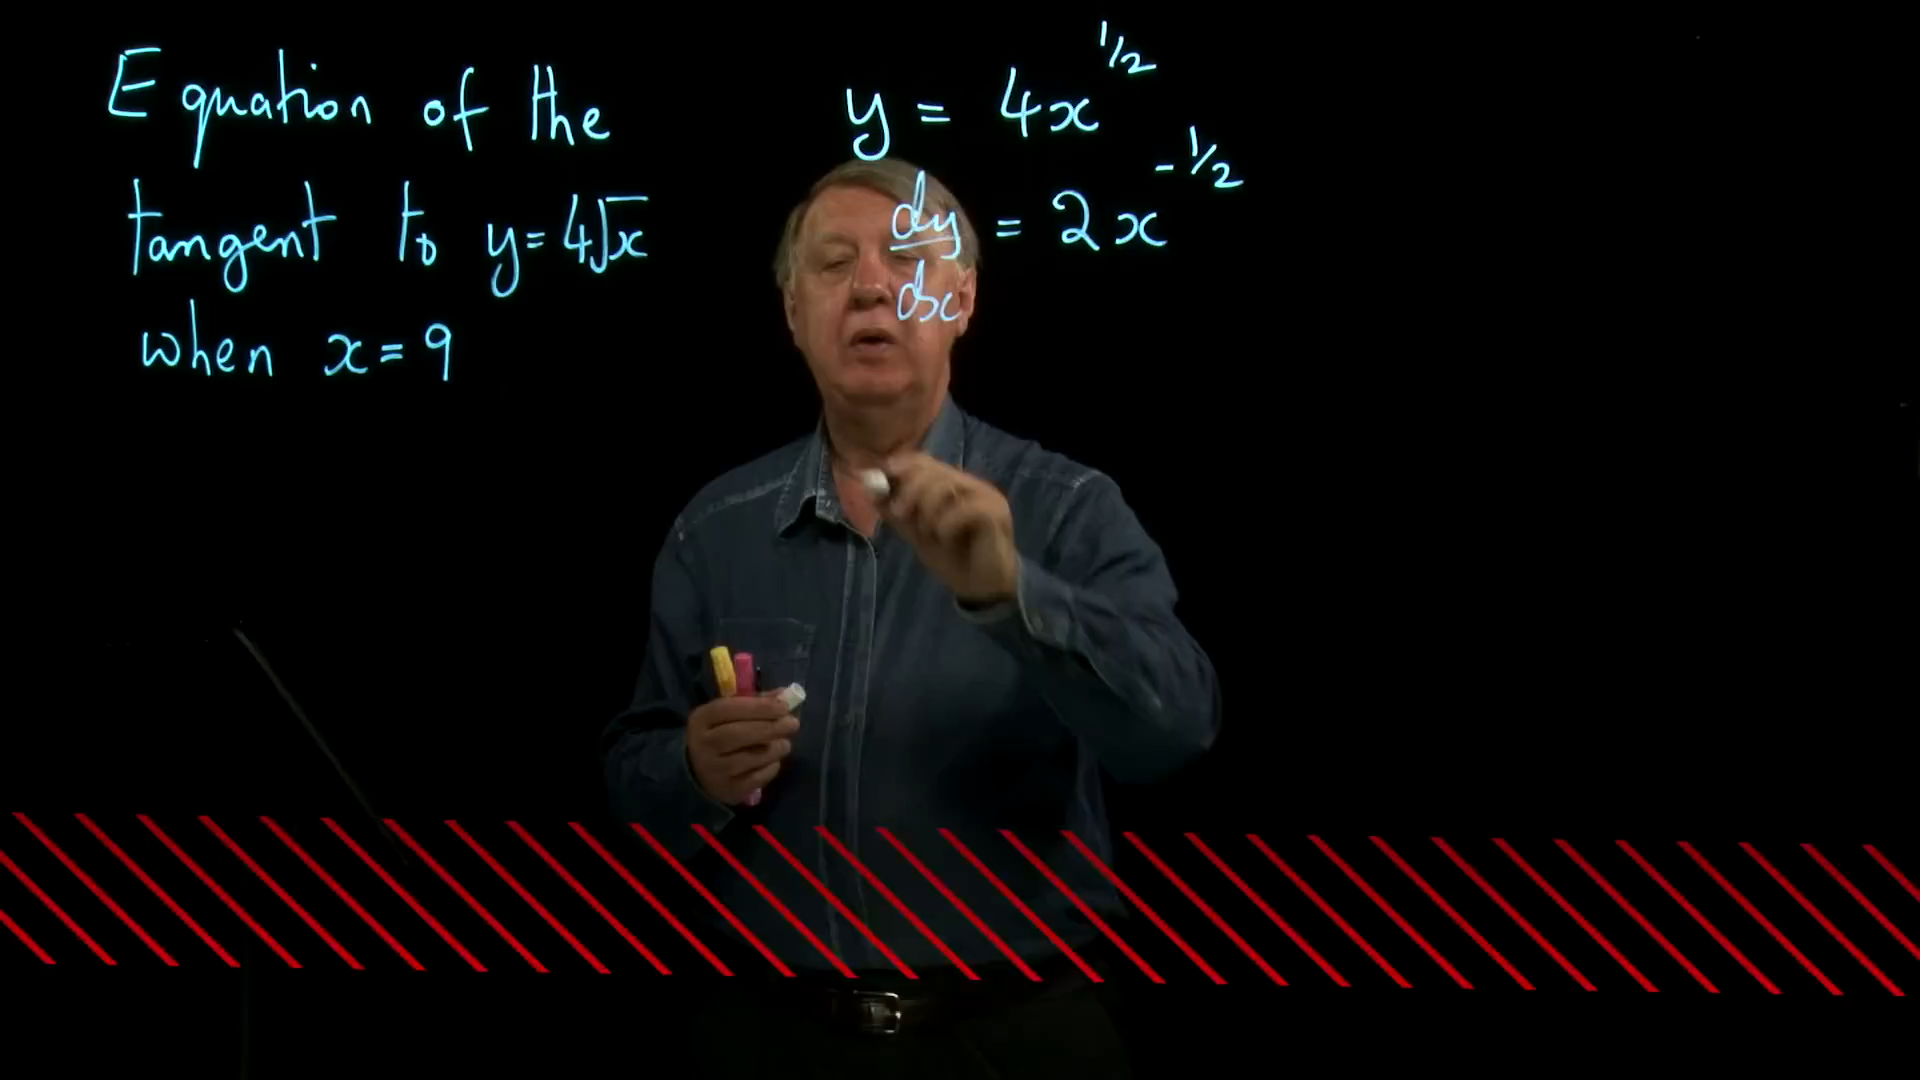 Equation of the
tangent to y = 4√x
when x = 9
y = 4x^{1/2}
dy/dx = 2x^{-1/2}